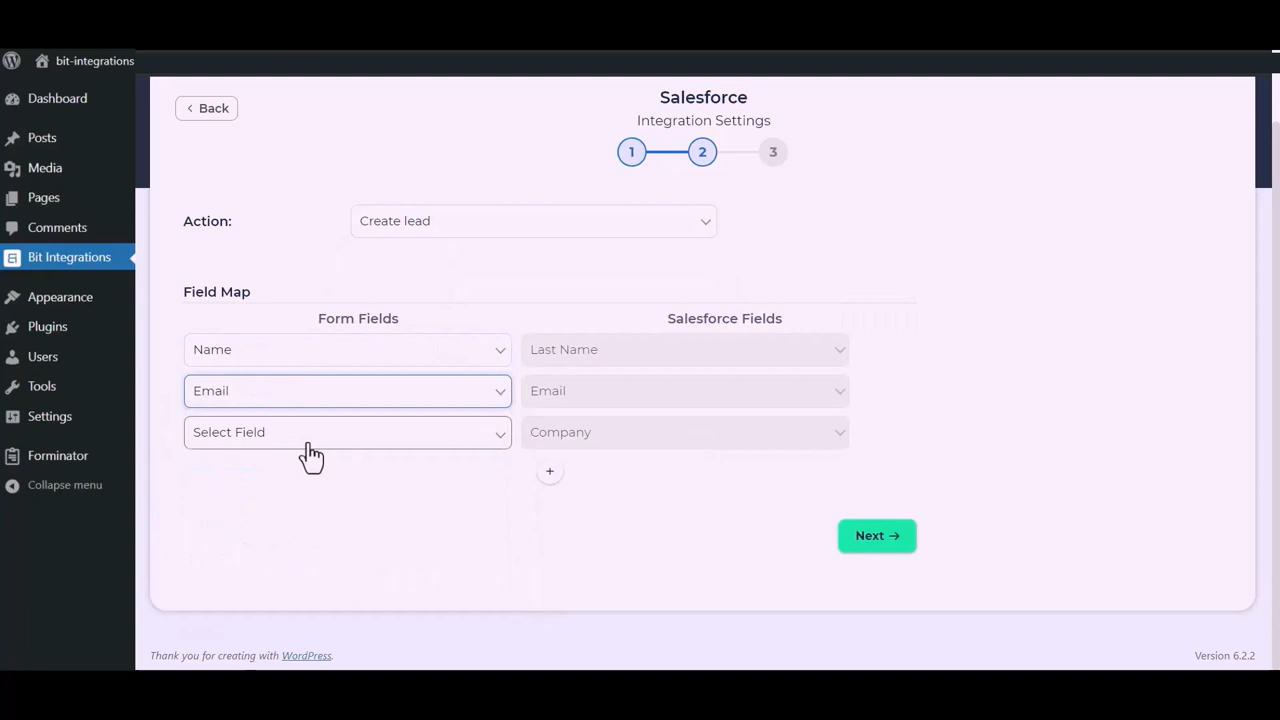 bit-integrations
Dashboard
Posts
Media
Pages
Comments
Bit Integrations
Appearance
Plugins
Users
Tools
Settings
Forminator
Collapse menu
Back
Salesforce
Integration Settings
1 2 3
Action: Create lead
Field Map
Form Fields Salesforce Fields
Name Last Name
Email Email
Select Field Company
+
Next →
Thank you for creating with WordPress. Version 6.2.2